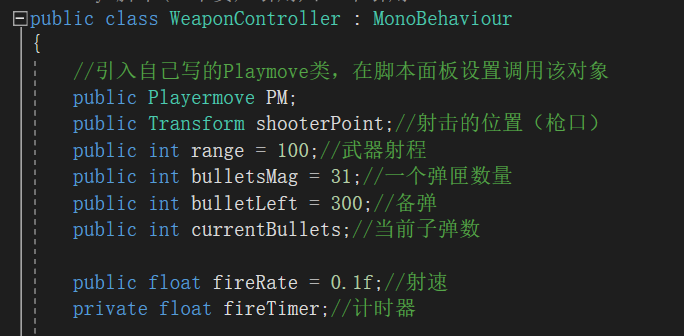 public class WeaponController : MonoBehaviour
{
//引入自己写的Playmove类，在脚本面板设置调用该对象
public Playermove PM;
public Transform shooterPoint;//射击的位置（枪口）
public int range = 100;//武器射程
public int bulletsMag = 31;//一个弹匣数量
public int bulletLeft = 300;//备弹
public int currentBullets;//当前子弹数
public float fireRate = 0.1f;//射速
private float fireTimer;//计时器